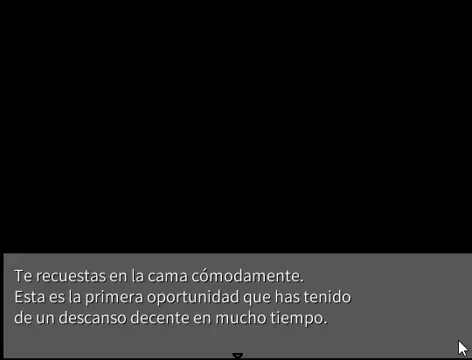 Te recuestas en la cama cómodamente.
Esta es la primera oportunidad que has tenido
de un descanso decente en mucho tiempo.